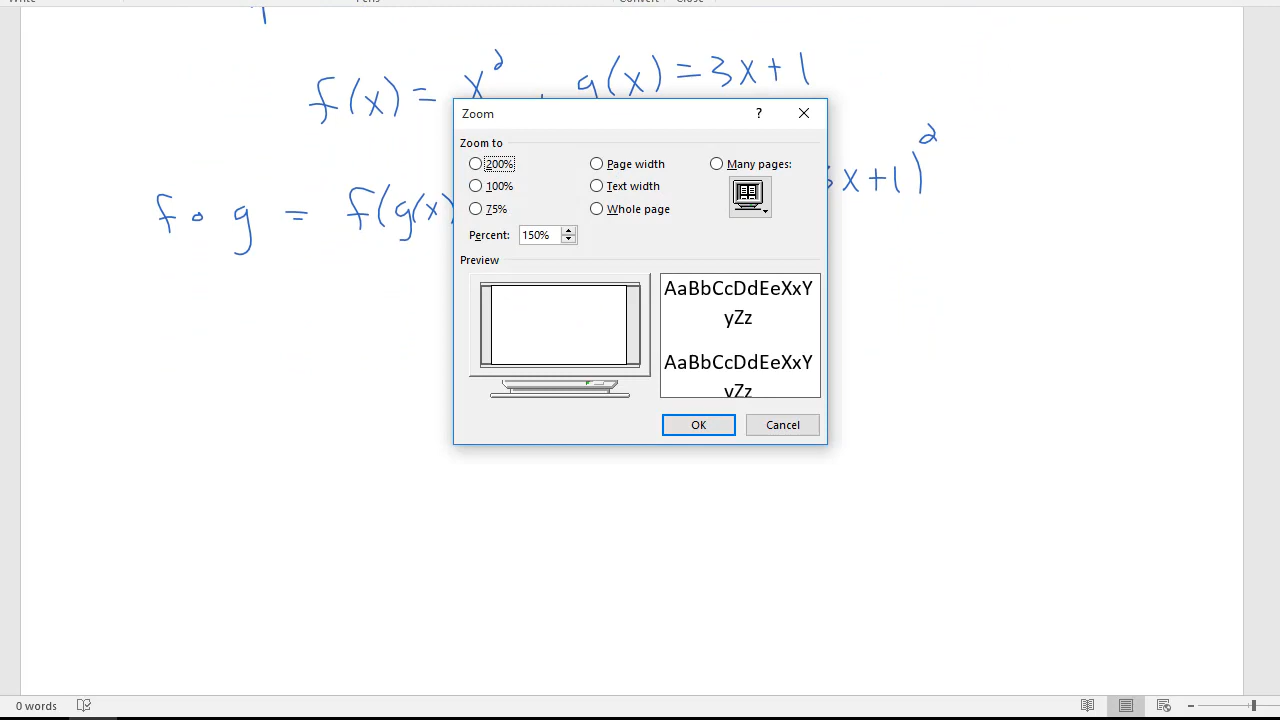 f(x) = x² , g(x) = 3x + 1
f ∘ g = f(g(x) x + 1)²
Zoom ?
Zoom to
200% Page width Many pages:
100% Text width
75% Whole page
Percent: 150%
Preview
AaBbCcDdEeXxY
yZz
AaBbCcDdEeXxY
yZz
OK Cancel
0 words